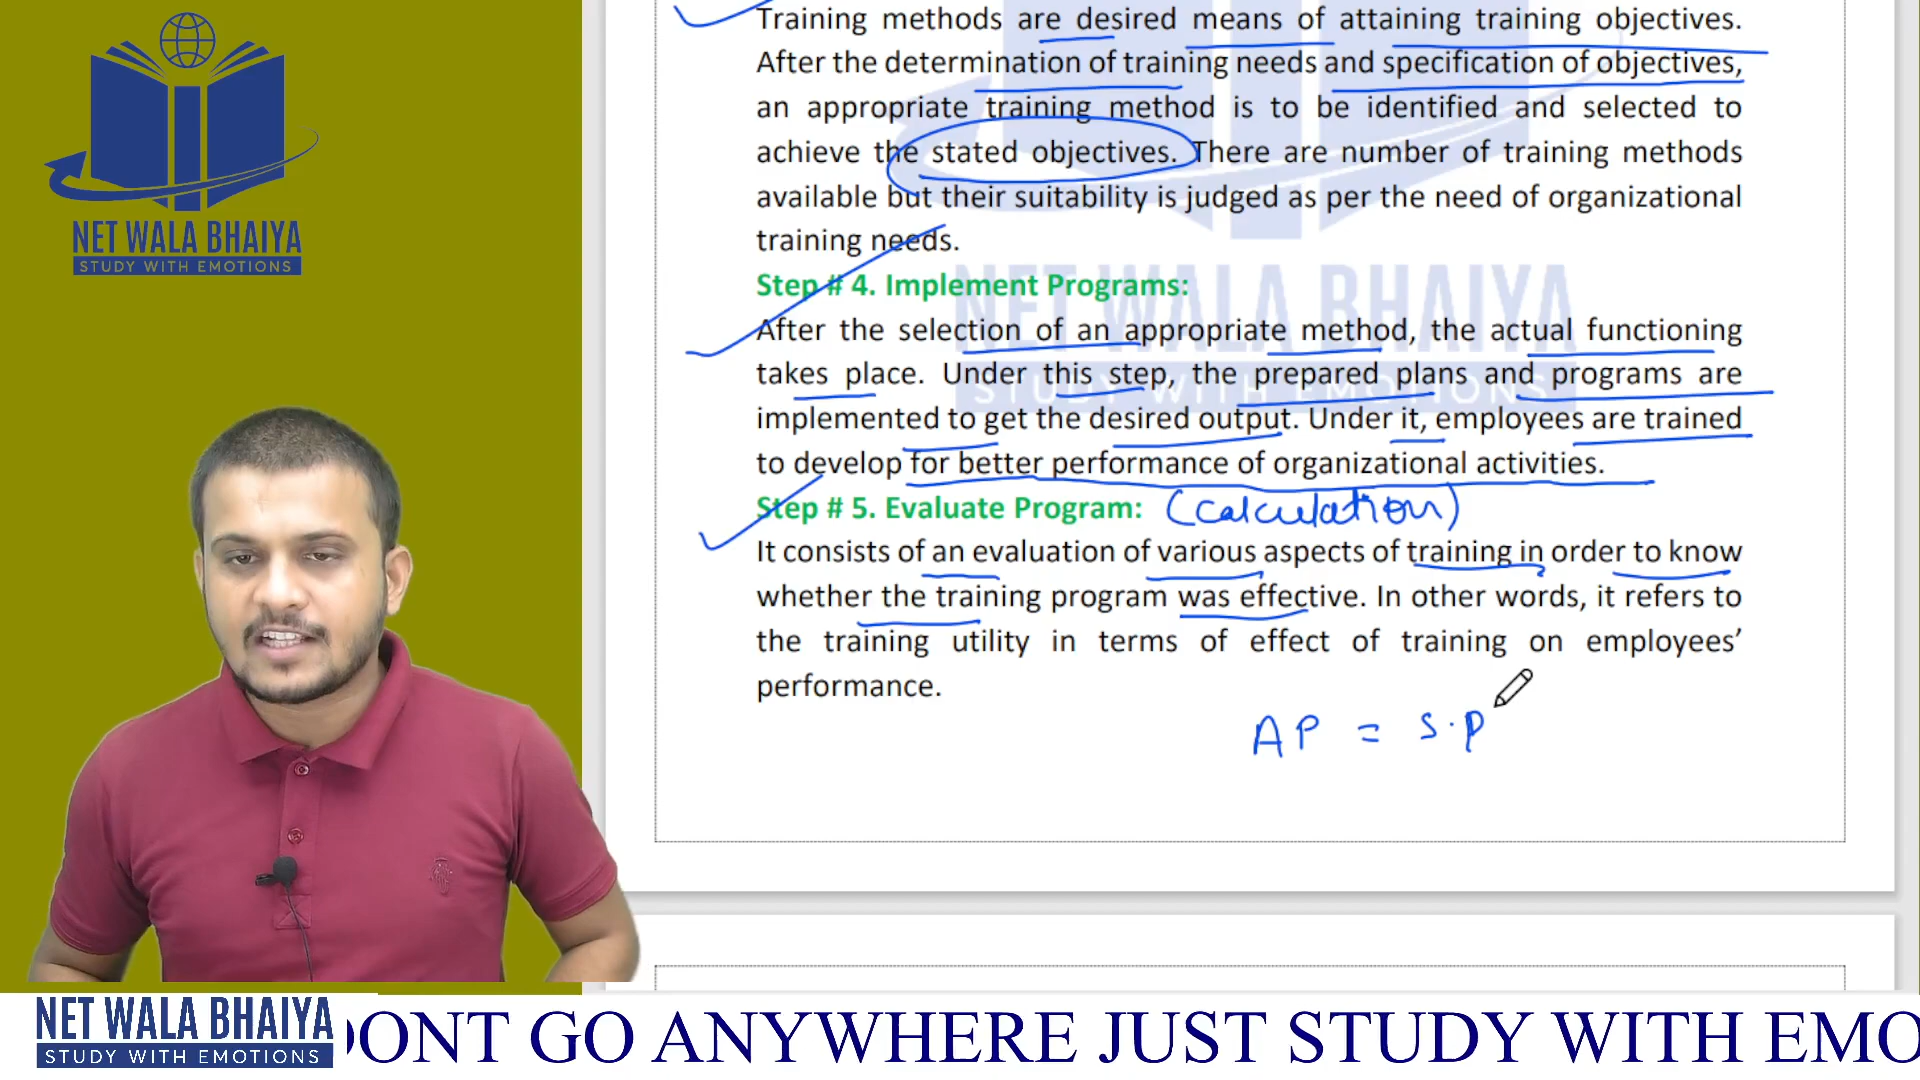 NET WALA BHAIYA
STUDY WITH EMOTIONS
Training methods are desired means of attaining training objectives.
After the determination of training needs and specification of objectives,
an appropriate training method is to be identified and selected to
achieve the stated objectives. There are number of training methods
available but their suitability is judged as per the need of organizational
training needs.
Step # 4. Implement Programs:
After the selection of an appropriate method, the actual functioning
takes place. Under this step, the prepared plans and programs are
implemented to get the desired output. Under it, employees are trained
to develop for better performance of organizational activities.
Step # 5. Evaluate Program: (calculation)
It consists of an evaluation of various aspects of training in order to know
whether the training program was effective. In other words, it refers to
the training utility in terms of effect of training on employees’
performance.
AP = S.P
NET WALA BHAIYA
STUDY WITH EMOTIONS
NET WALA BHAIYA
STUDY WITH EMOTIONS
DONT GO ANYWHERE JUST STUDY WITH EMO